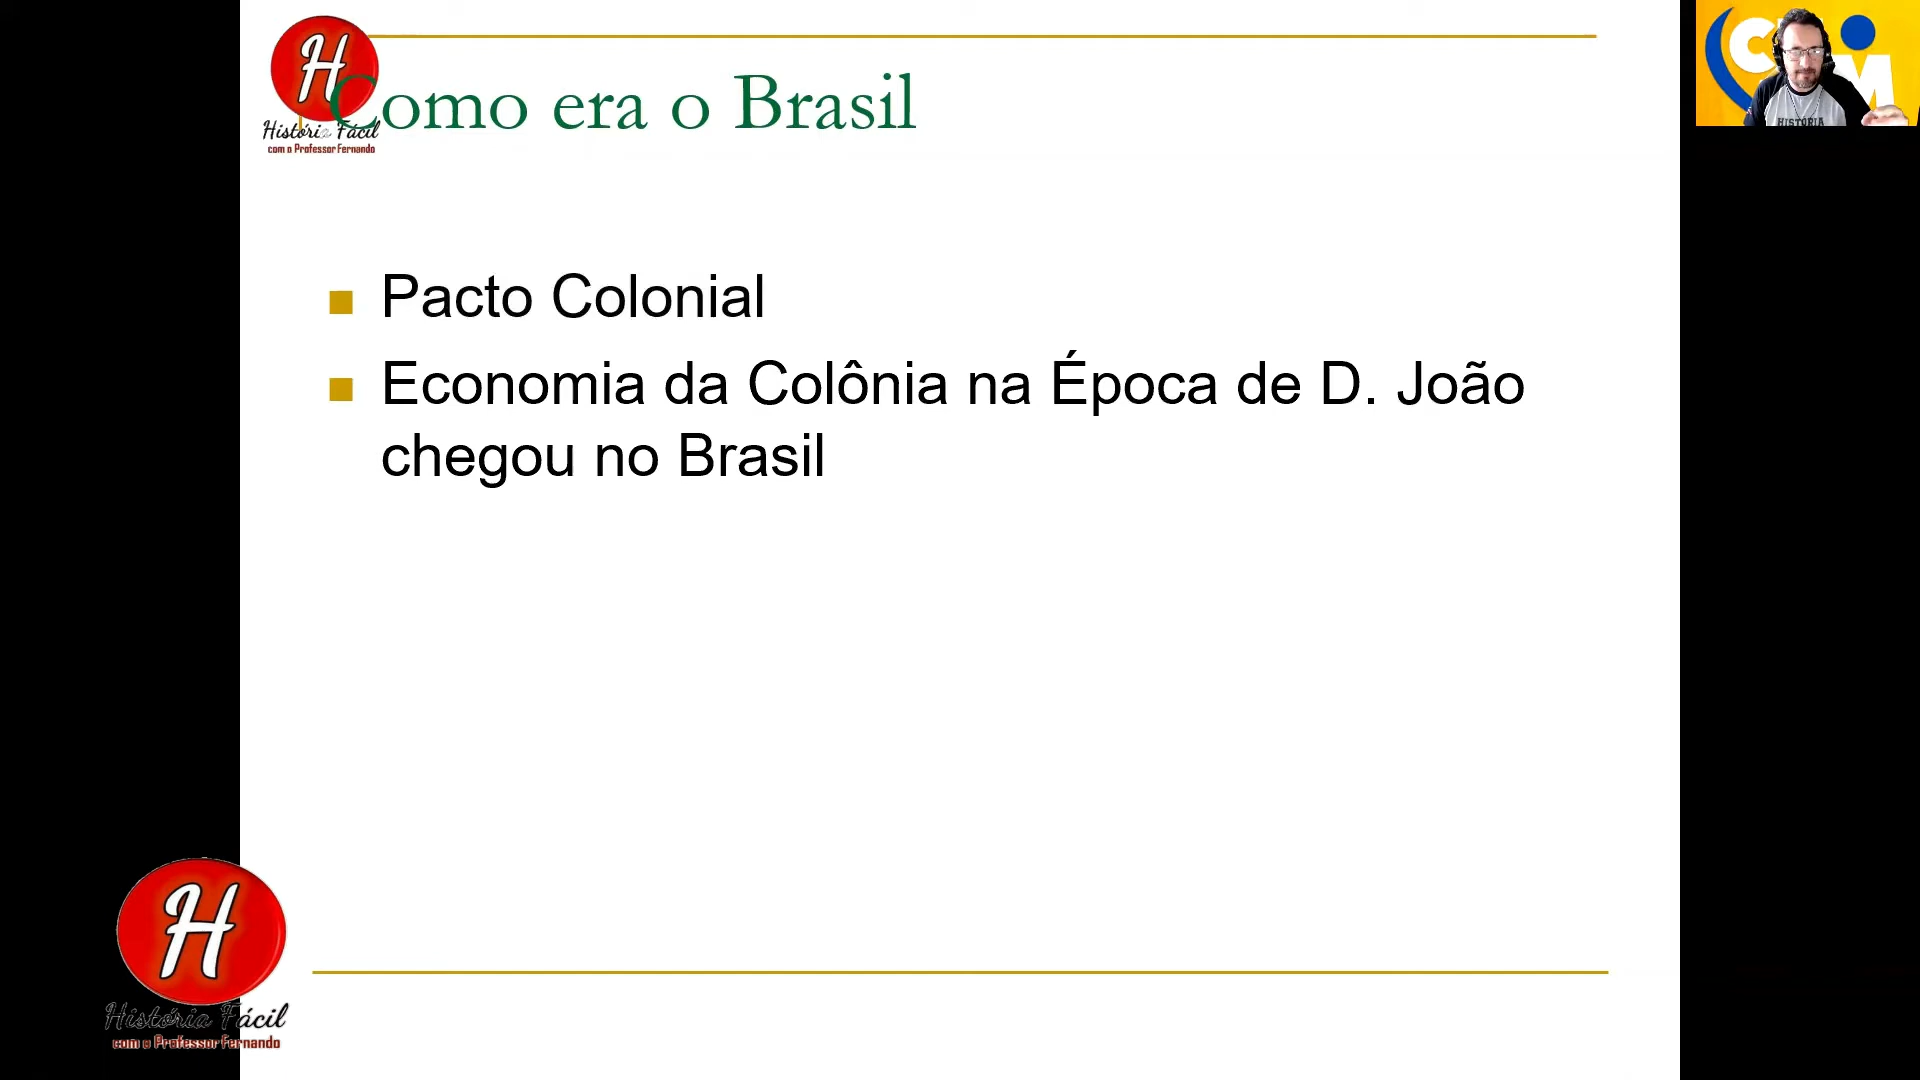 H
História Fácil
com o Professor Fernando
Como era o Brasil
Pacto Colonial
Economia da Colônia na Época de D. João
chegou no Brasil
HISTÓRIA
H
História Fácil
com o Professor Fernando